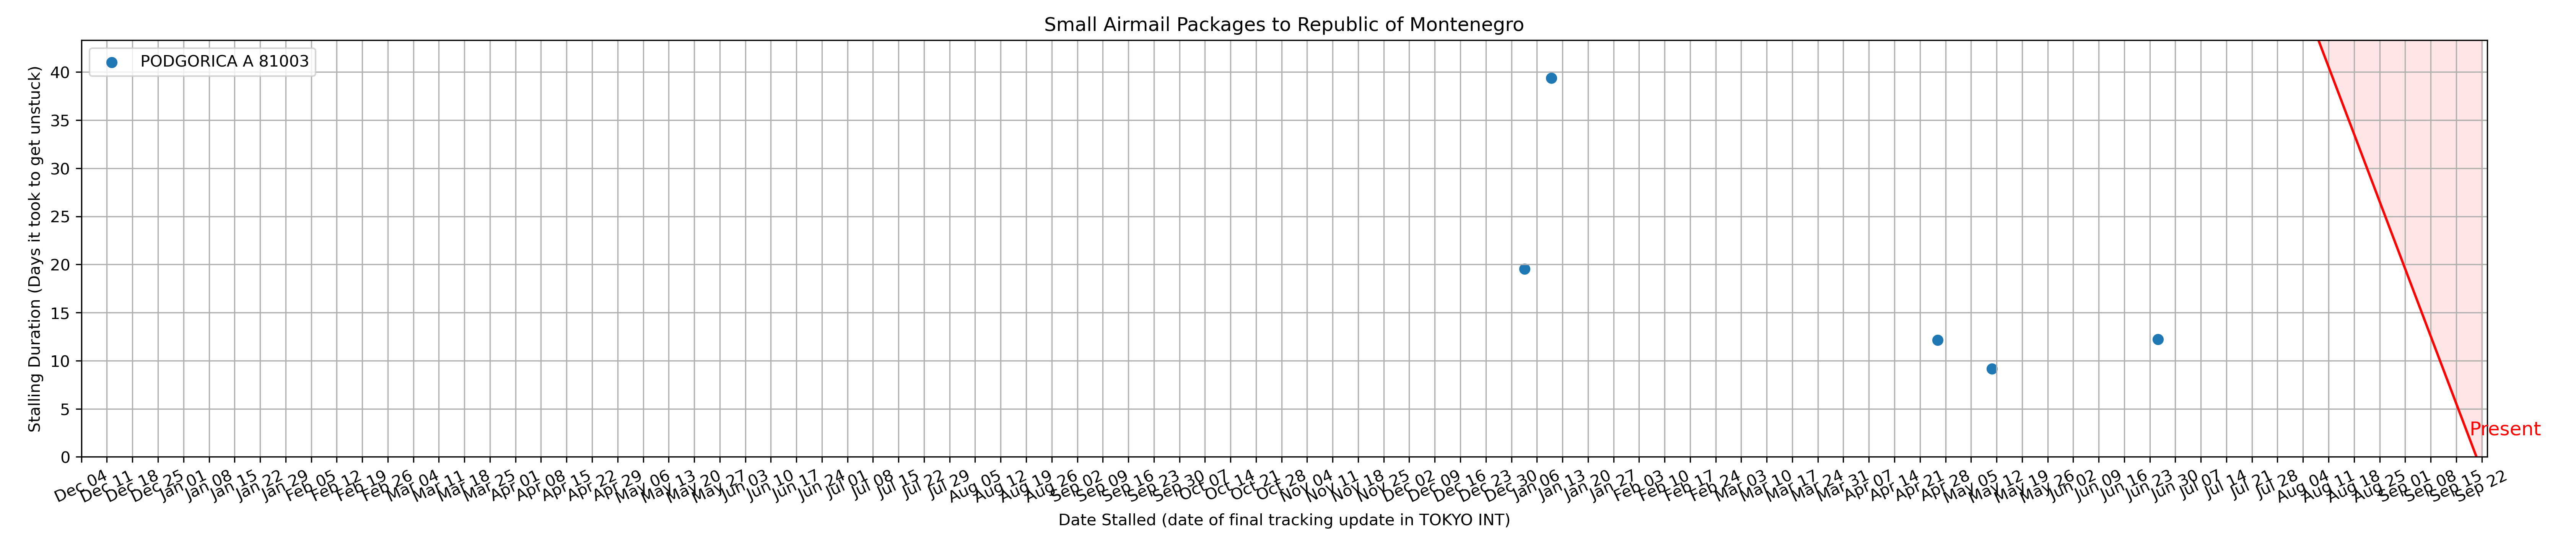 Small Airmail Packages to Republic of Montenegro
PODGORICA A 81003
Stalling Duration (Days it took to get unstuck)
40
35
30
25
20
15
10
5
0
Present
Dec 04 Dec 11 Dec 18 Dec 25 Jan 01 Jan 08 Jan 15 Jan 22 Jan 29 Feb 05 Feb 12 Feb 19 Feb 26 Mar 04 Mar 11 Mar 18 Mar 25 Apr 01 Apr 08 Apr 15 Apr 22 Apr 29 May 06 May 13 May 20 May 27 Jun 03 Jun 10 Jun 17 Jun 24 Jul 01 Jul 08 Jul 15 Jul 22 Jul 29 Aug 05 Aug 12 Aug 19 Aug 26 Sep 02 Sep 09 Sep 16 Sep 23 Sep 30 Oct 07 Oct 14 Oct 21 Oct 28 Nov 04 Nov 11 Nov 18 Nov 25 Dec 02 Dec 09 Dec 16 Dec 23 Dec 30 Jan 06 Jan 13 Jan 20 Jan 27 Feb 03 Feb 10 Feb 17 Feb 24 Mar 03 Mar 10 Mar 17 Mar 24 Mar 31 Apr 07 Apr 14 Apr 21 Apr 28 May 05 May 12 May 19 May 26 Jun 02 Jun 09 Jun 16 Jun 23 Jun 30 Jul 07 Jul 14 Jul 21 Jul 28 Aug 04 Aug 11 Aug 18 Aug 25 Sep 01 Sep 08 Sep 15 Sep 22
Date Stalled (date of final tracking update in TOKYO INT)